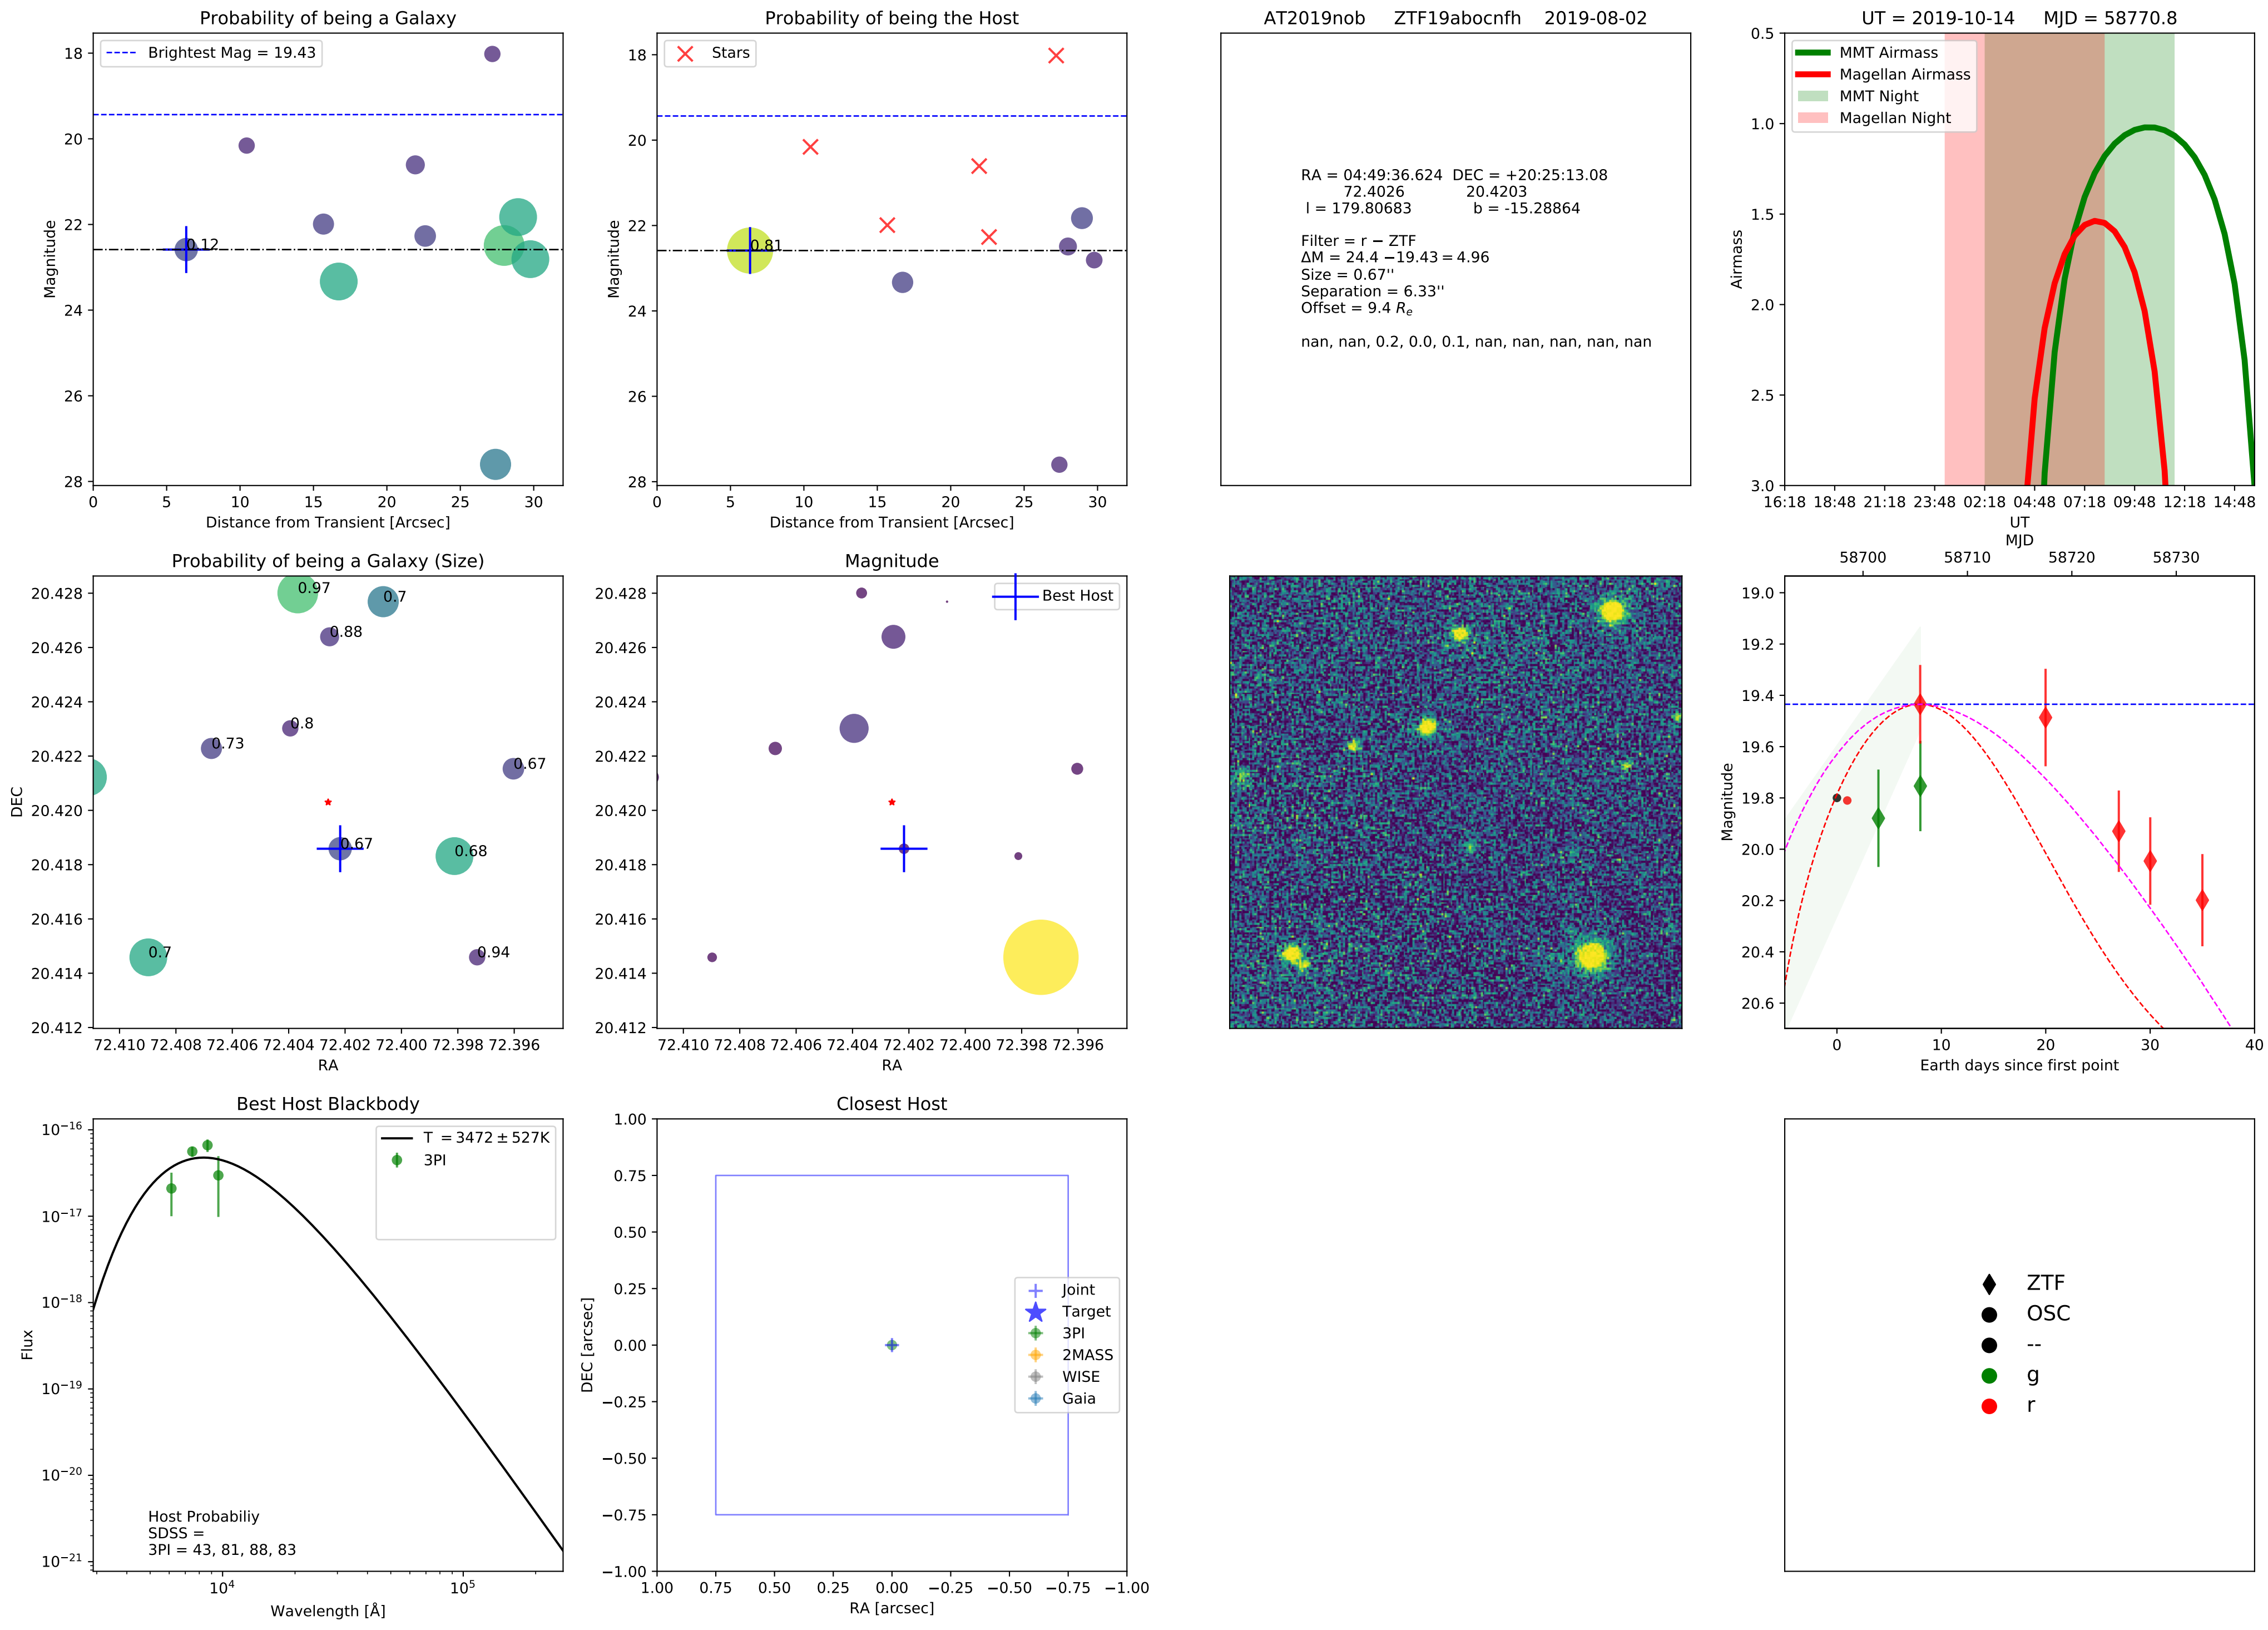 Probability of being a Galaxy
Brightest Mag = 19.43
0.12
18
20
22
24
26
28
Magnitude
0 5 10 15 20 25 30
Distance from Transient [Arcsec]
Probability of being the Host
Stars
0.81
18
20
22
24
26
28
Magnitude
0 5 10 15 20 25 30
Distance from Transient [Arcsec]
AT2019nob ZTF19abocnfh 2019-08-02
RA = 04:49:36.624 DEC = +20:25:13.08
72.4026 20.4203
l = 179.80683 b = -15.28864
Filter = r − ZTF
ΔM = 24.4 −19.43 = 4.96
Size = 0.67''
Separation = 6.33''
Offset = 9.4 Re
nan, nan, 0.2, 0.0, 0.1, nan, nan, nan, nan, nan
UT = 2019-10-14 MJD = 58770.8
MMT Airmass
Magellan Airmass
MMT Night
Magellan Night
0.5
1.0
1.5
2.0
2.5
3.0
Airmass
16:18 18:48 21:18 23:48 02:18 04:48 07:18 09:48 12:18 14:48
UT
Probability of being a Galaxy (Size)
0.97
0.7
0.88
0.8
0.73
0.67
0.67
0.68
0.7
0.94
20.428
20.426
20.424
20.422
20.420
20.418
20.416
20.414
20.412
DEC
72.410 72.408 72.406 72.404 72.402 72.400 72.398 72.396
RA
Magnitude
Best Host
20.428
20.426
20.424
20.422
20.420
20.418
20.416
20.414
20.412
72.410 72.408 72.406 72.404 72.402 72.400 72.398 72.396
RA
MJD
58700 58710 58720 58730
19.0
19.2
19.4
19.6
19.8
20.0
20.2
20.4
20.6
Magnitude
0 10 20 30 40
Earth days since first point
Best Host Blackbody
T = 3472 ± 527K
3PI
10−16
10−17
10−18
10−19
10−20
10−21
Flux
Host Probabiliy
SDSS =
3PI = 43, 81, 88, 83
104 105
Wavelength [Å]
Closest Host
Joint
Target
3PI
2MASS
WISE
Gaia
1.00
0.75
0.50
0.25
0.00
−0.25
−0.50
−0.75
−1.00
DEC [arcsec]
1.00 0.75 0.50 0.25 0.00 −0.25 −0.50 −0.75 −1.00
RA [arcsec]
ZTF
OSC
--
g
r